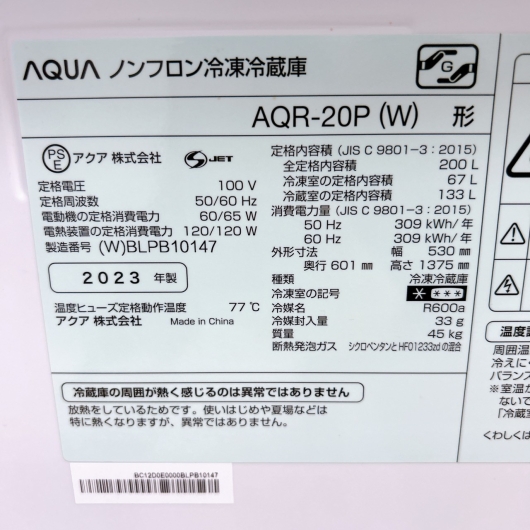 AQUA ノンフロン冷凍冷蔵庫
G
AQR-20P (W) 形
PSE アクア 株式会社 S-JET
定格電圧 100 V
定格周波数 50/60 Hz
電動機の定格消費電力 60/65 W
電熱装置の定格消費電力 120/120 W
製造番号 (W)BLPB10147
2023 年製
温度ヒューズ定格動作温度 77℃
アクア 株式会社 Made in China
定格内容積 (JIS C 9801-3 : 2015)
全定格内容積 200 L
冷凍室の定格内容積 67 L
冷蔵室の定格内容積 133 L
消費電力量 (JIS C 9801-3 : 2015)
50 Hz 309 kWh/年
60 Hz 309 kWh/年
外形寸法 幅 530 mm
奥行 601 mm 高さ 1375 mm
種類 冷凍冷蔵庫
冷凍室の記号 * ***
冷媒名 R600a
冷媒封入量 33 g
質量 45 kg
断熱発泡ガス シクロペンタンとHFO1233zdの混合
冷蔵庫の周囲が熱く感じるのは異常ではありません
放熱をしているためです。使いはじめや夏場などは
特に熱くなりますが、異常ではありません。
BC12D0E0000BLPB10147
周囲温
冷えにく
バランス
※室温が
ないで
「冷蔵
くわしくは